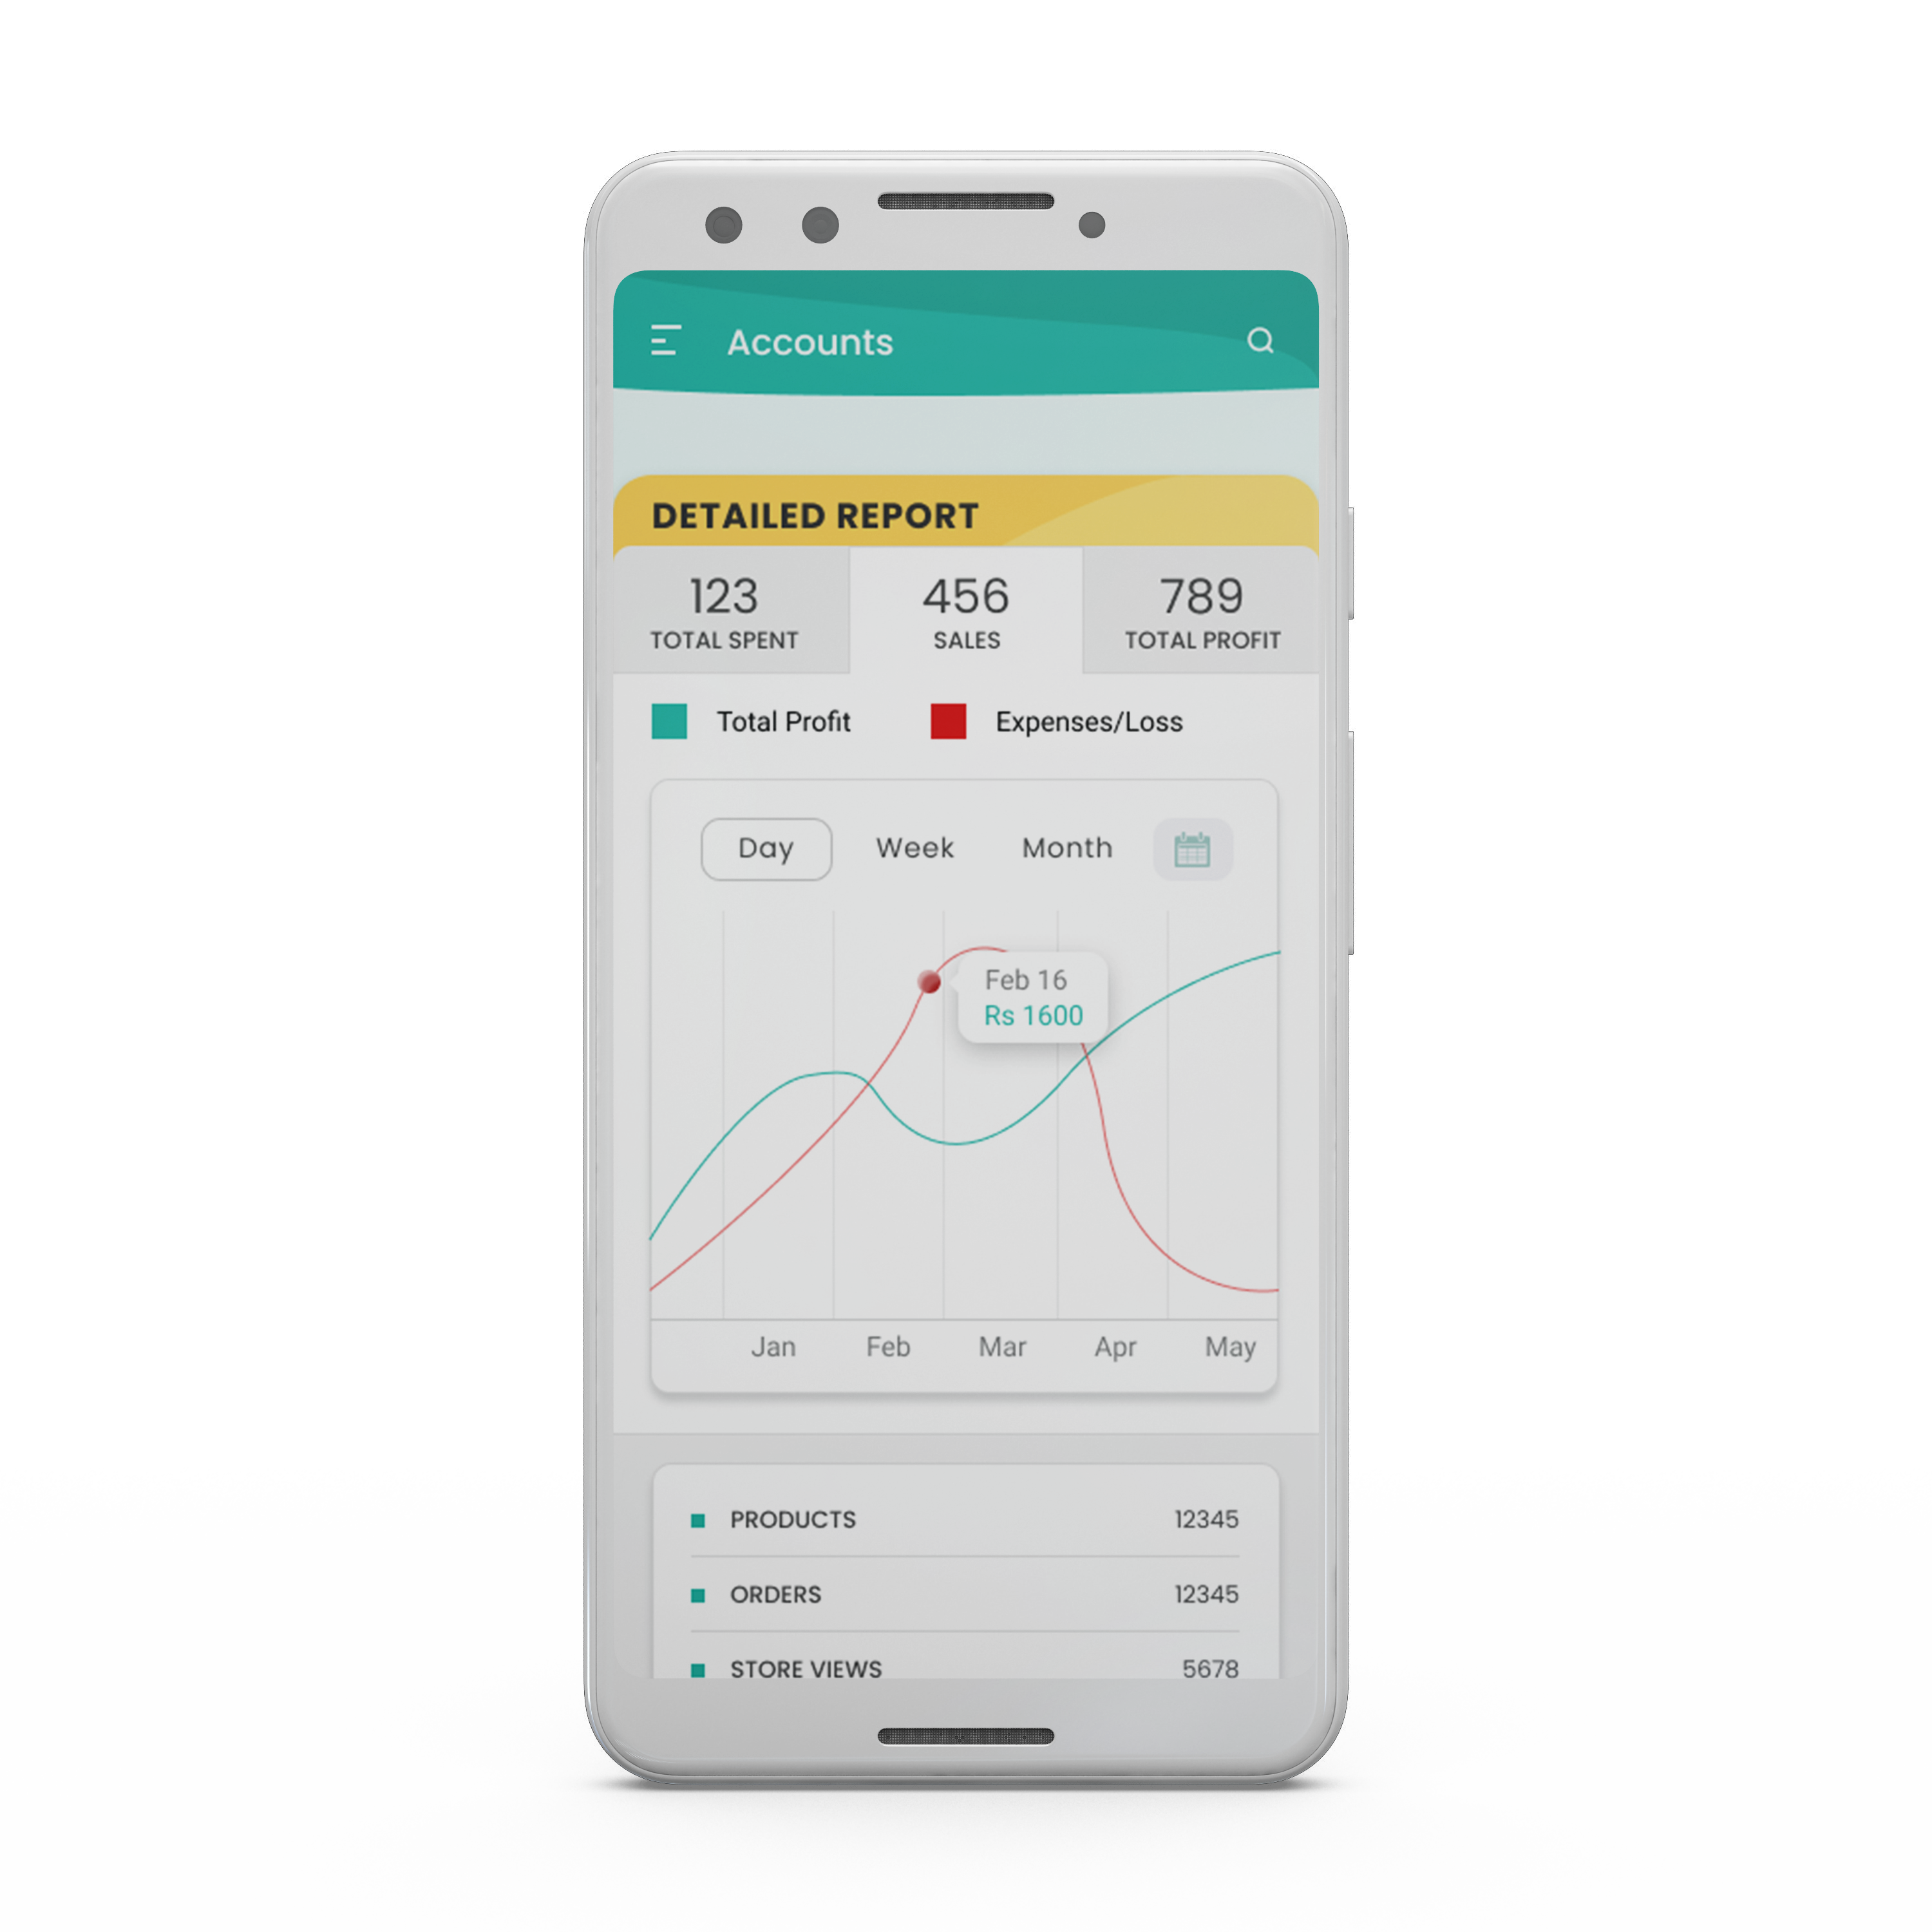 Accounts
DETAILED REPORT
123 456 789
TOTAL SPENT SALES TOTAL PROFIT
Total Profit Expenses/Loss
Day Week Month
Feb 16
Rs 1600
Jan Feb Mar Apr May
PRODUCTS 12345
ORDERS 12345
STORE VIEWS 5678